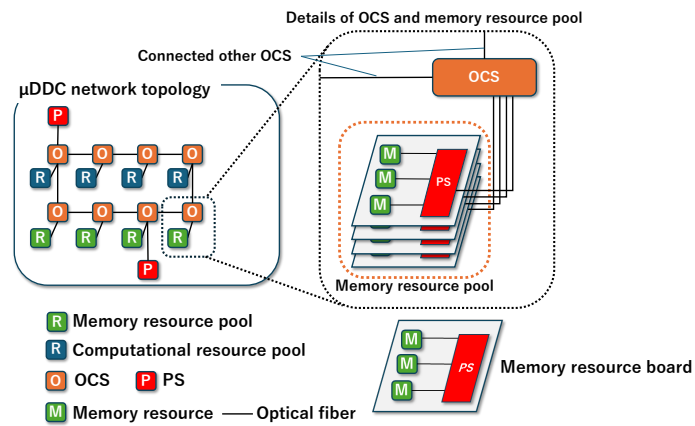 Details of OCS and memory resource pool
Connected other OCS
OCS
μDDC network topology
P
O O O O
R R R R
O O O O
R R R R
P
M
M
M
PS
Memory resource pool
R Memory resource pool
R Computational resource pool
O OCS P PS
M Memory resource Optical fiber
M
M
M
PS
Memory resource board